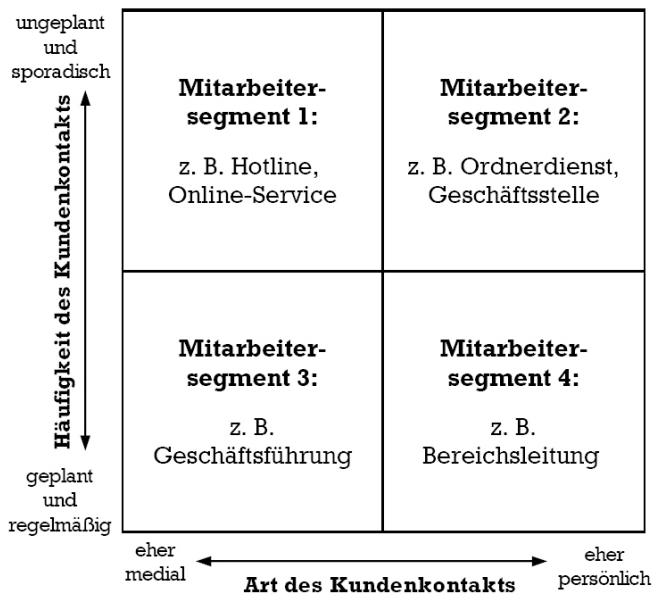 ungeplant
und
sporadisch
Häufigkeit des Kundenkontakts
geplant
und
regelmäßig
Mitarbeiter-
segment 1:
z. B. Hotline,
Online-Service
Mitarbeiter-
segment 2:
z. B. Ordnerdienst,
Geschäftsstelle
Mitarbeiter-
segment 3:
z. B.
Geschäftsführung
Mitarbeiter-
segment 4:
z. B.
Bereichsleitung
eher
medial
Art des Kundenkontakts
eher
persönlich